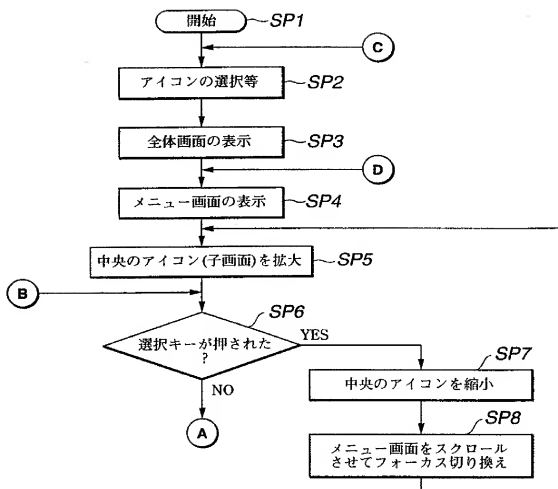 開始
SP1
C
アイコンの選択等
SP2
全体画面の表示
SP3
D
メニュー画面の表示
SP4
中央のアイコン(子画面)を拡大
SP5
B
SP6
選択キーが押された
?
YES
NO
A
SP7
中央のアイコンを縮小
SP8
メニュー画面をスクロール
させてフォーカス切り換え